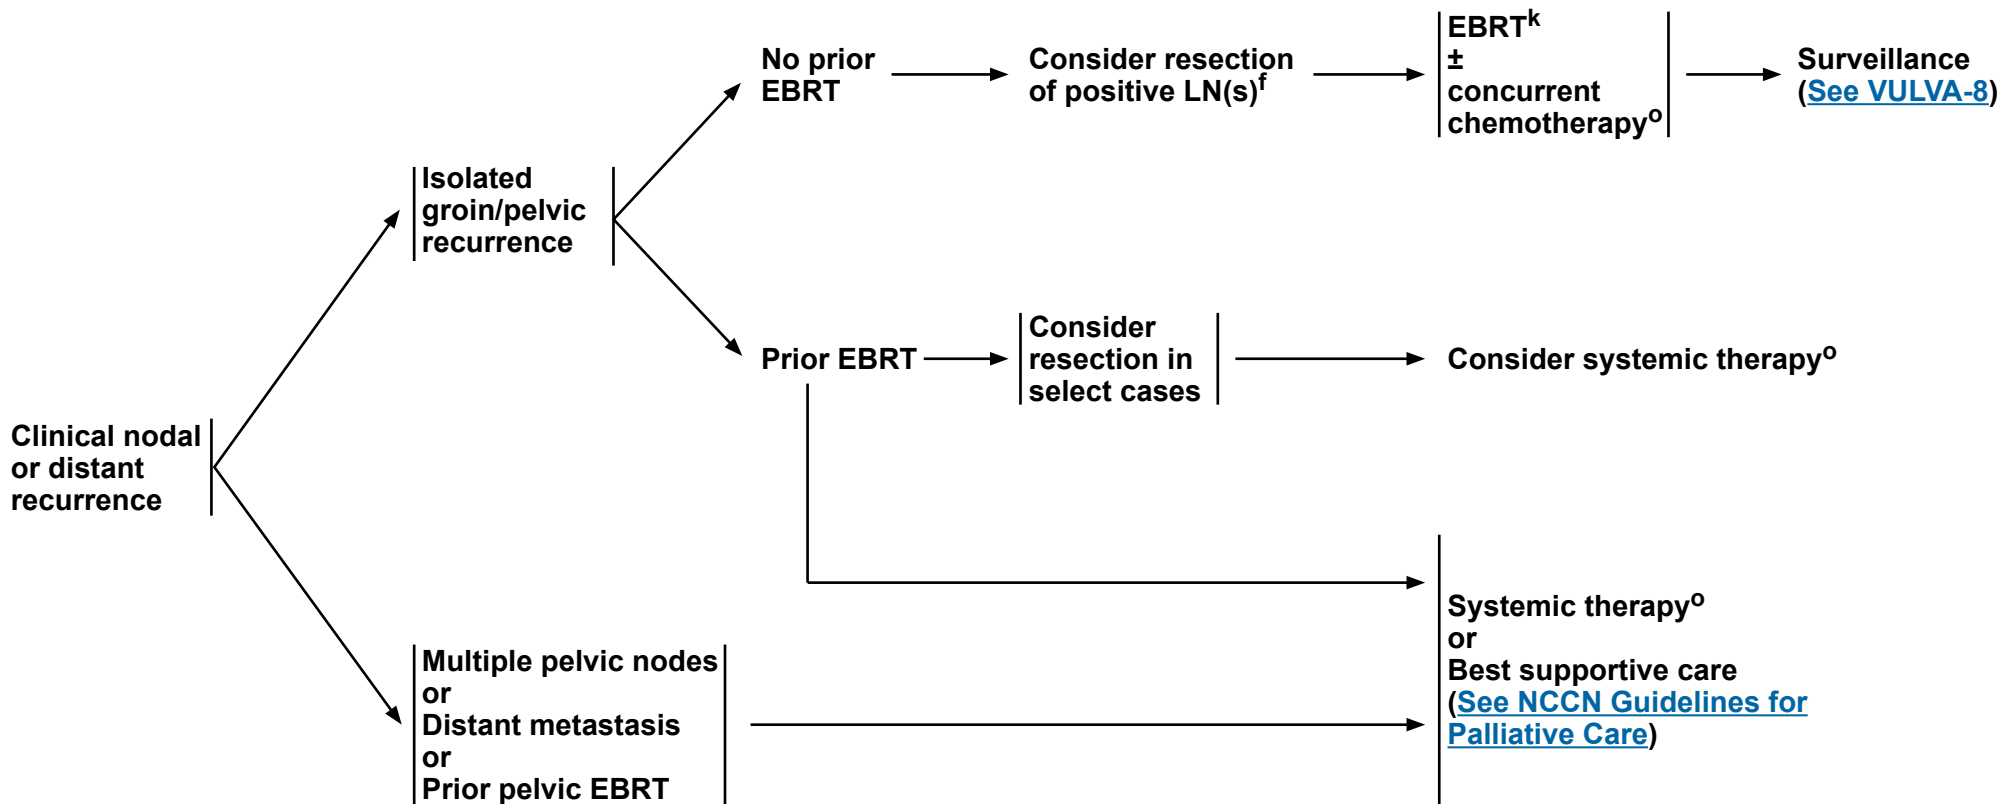 No prior
EBRT
Consider resection
of positive LN(s)f
EBRTk
±
concurrent
chemotherapyo
Surveillance
(See VULVA-8)
Isolated
groin/pelvic
recurrence
Prior EBRT
Consider
resection in
select cases
Consider systemic therapyo
Clinical nodal
or distant
recurrence
Multiple pelvic nodes
or
Distant metastasis
or
Prior pelvic EBRT
Systemic therapyo
or
Best supportive care
(See NCCN Guidelines for
Palliative Care)